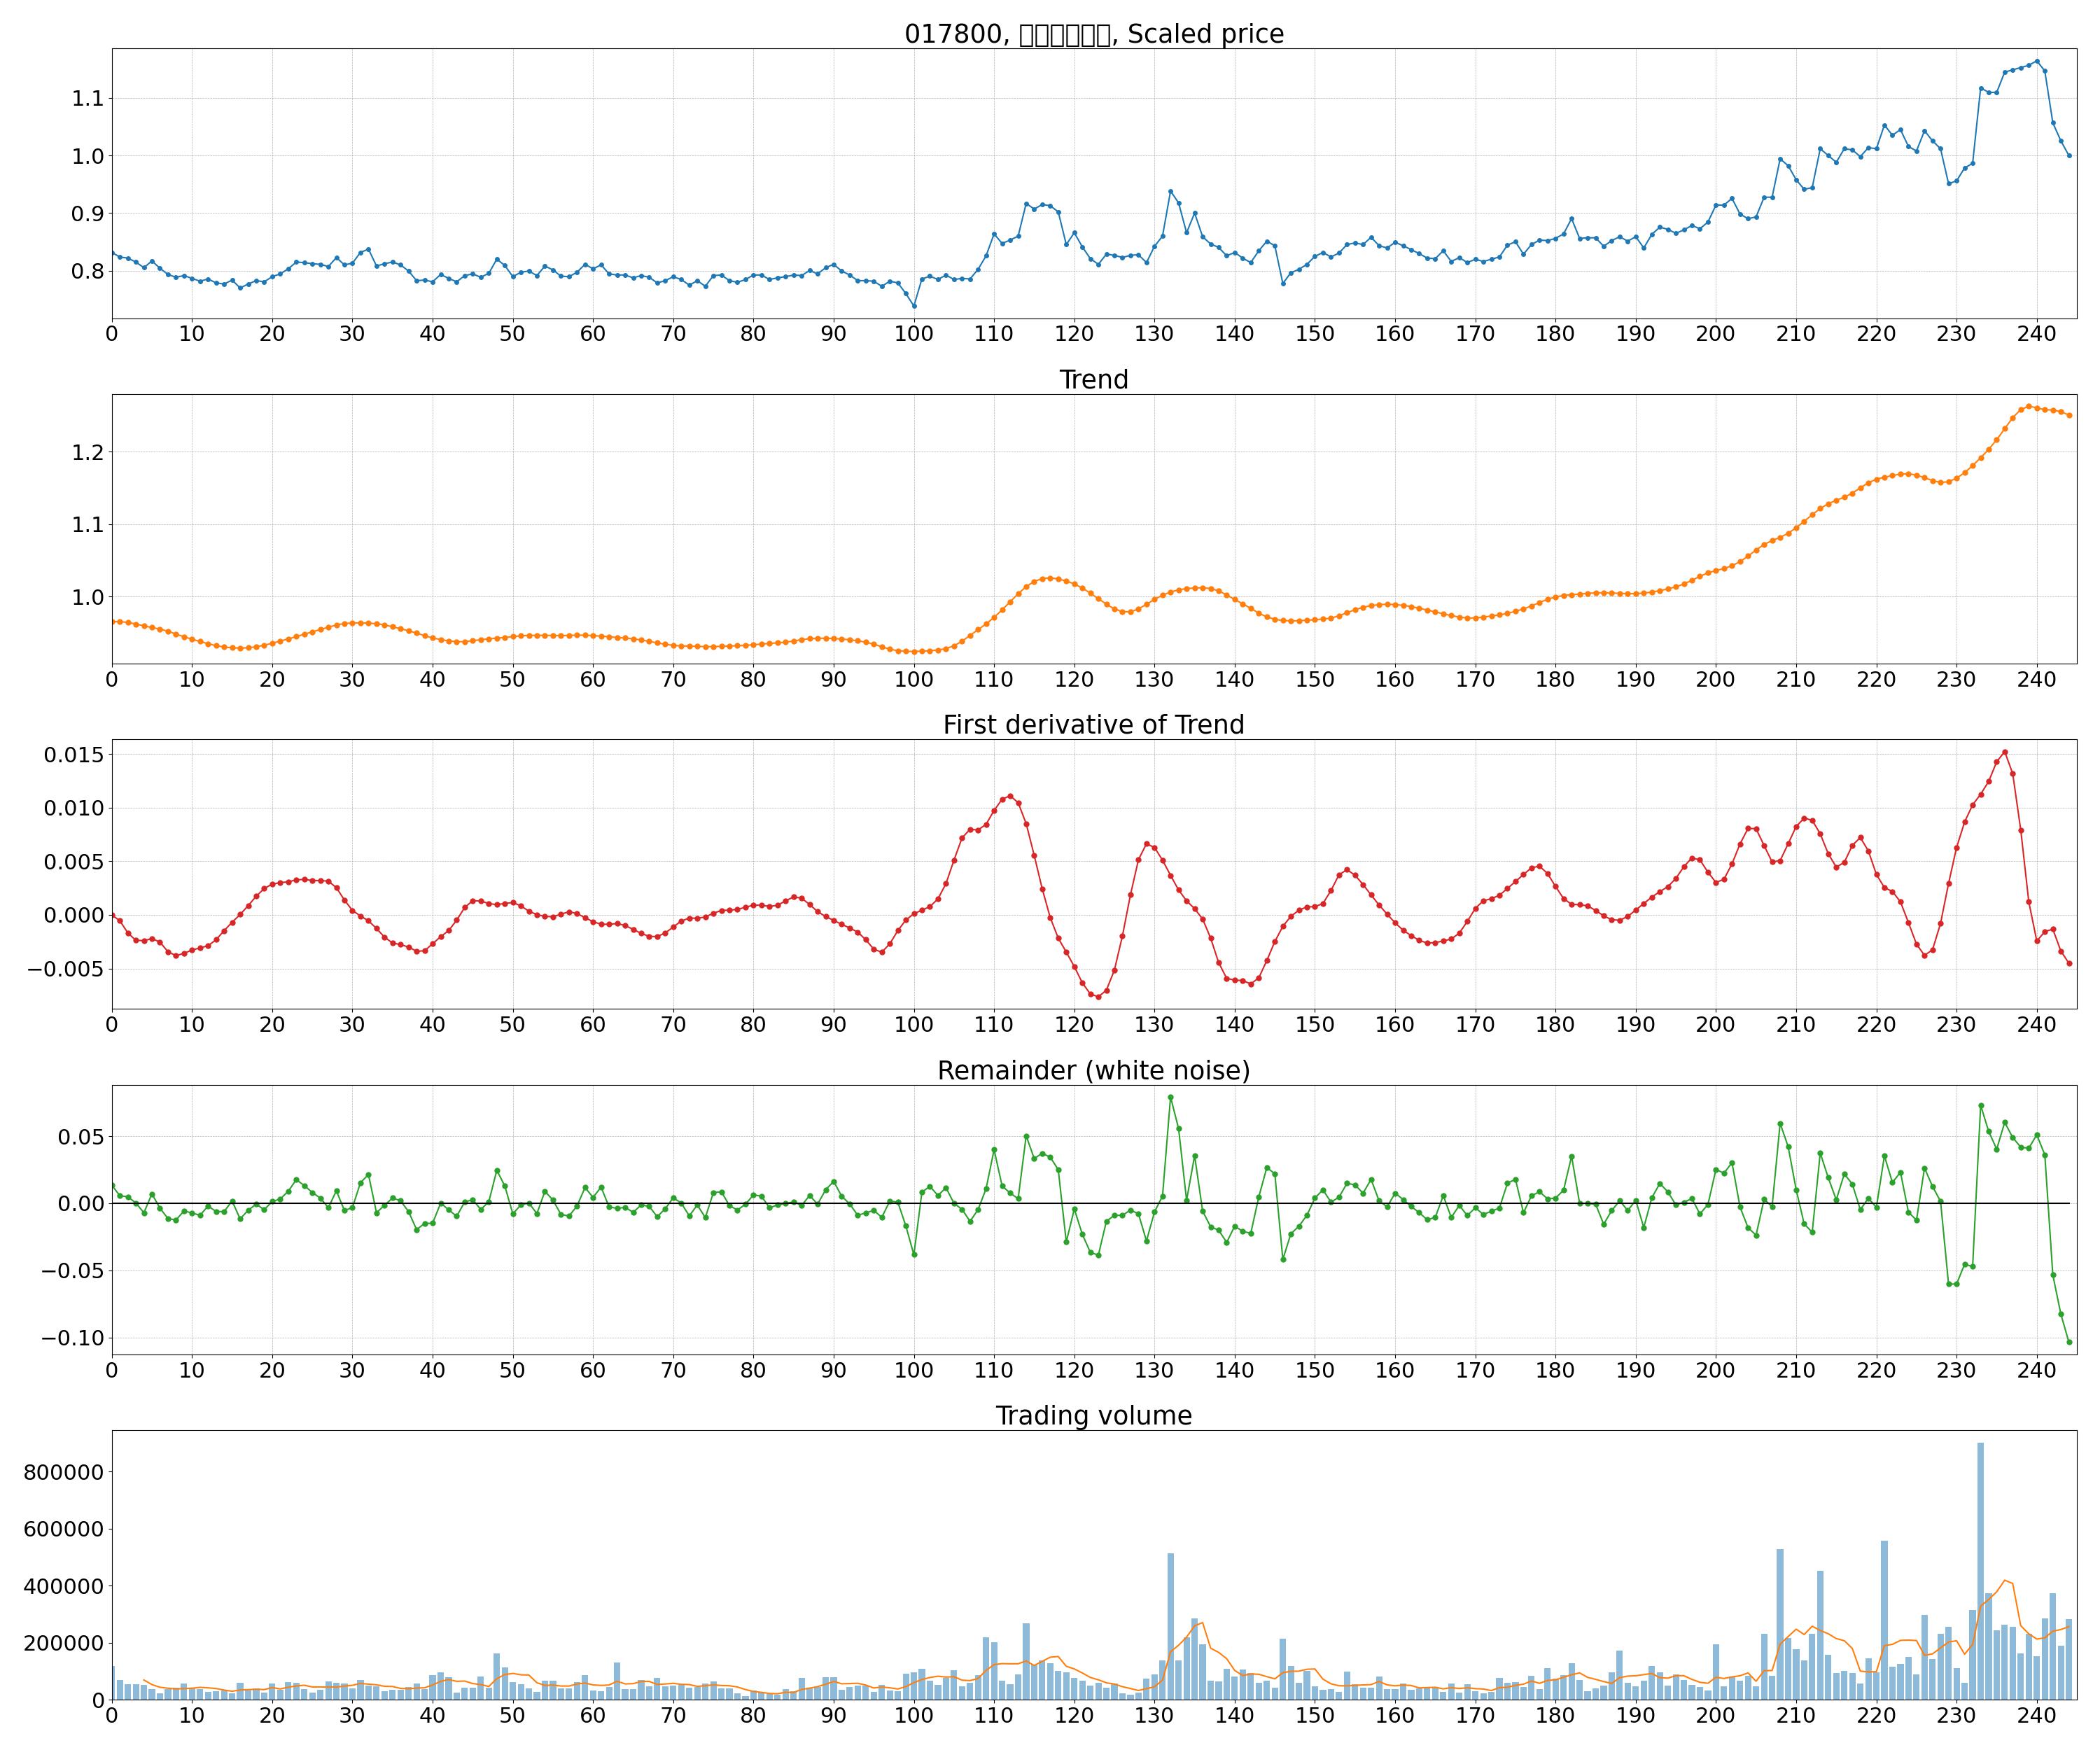 017800, □□□□□□, Scaled price
1.1
1.0
0.9
0.8
0 10 20 30 40 50 60 70 80 90 100 110 120 130 140 150 160 170 180 190 200 210 220 230 240
Trend
1.2
1.1
1.0
0 10 20 30 40 50 60 70 80 90 100 110 120 130 140 150 160 170 180 190 200 210 220 230 240
First derivative of Trend
0.015
0.010
0.005
0.000
−0.005
0 10 20 30 40 50 60 70 80 90 100 110 120 130 140 150 160 170 180 190 200 210 220 230 240
Remainder (white noise)
0.05
0.00
−0.05
−0.10
0 10 20 30 40 50 60 70 80 90 100 110 120 130 140 150 160 170 180 190 200 210 220 230 240
Trading volume
800000
600000
400000
200000
0
0 10 20 30 40 50 60 70 80 90 100 110 120 130 140 150 160 170 180 190 200 210 220 230 240